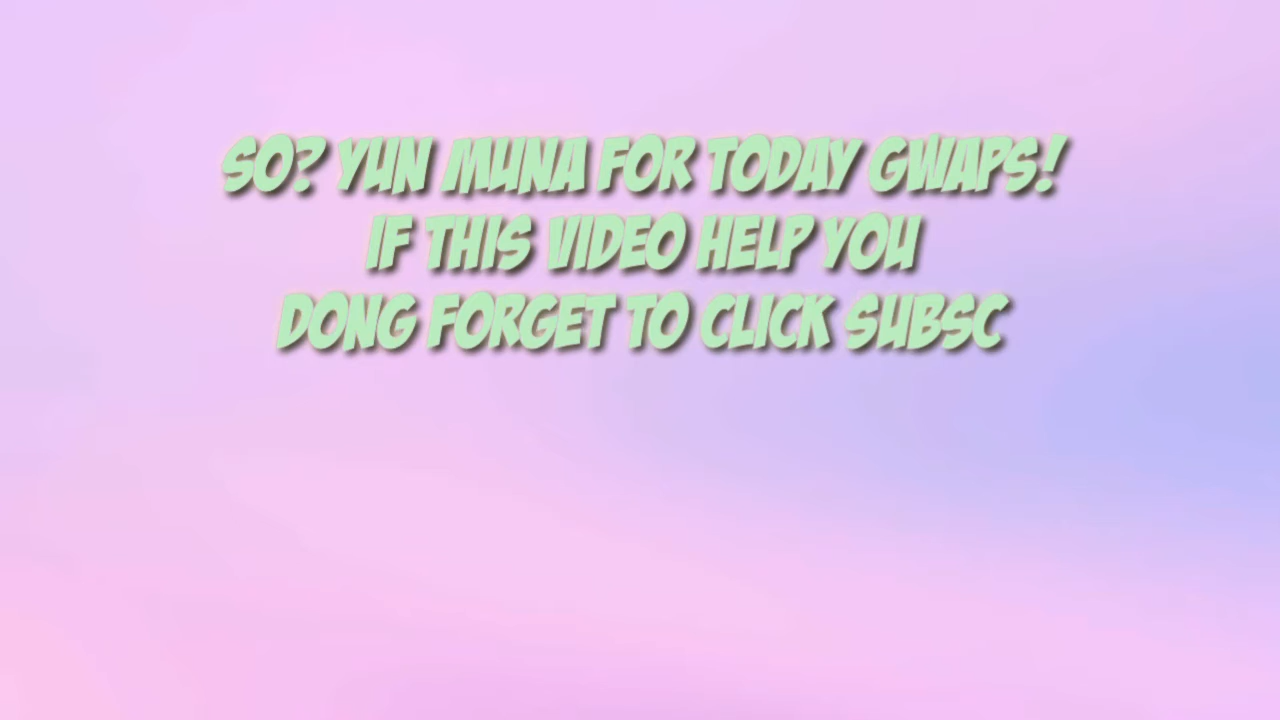 SO? YUN MUNA FOR TODAY GWAPS!
IF THIS VIDEO HELP YOU
DONG FORGET TO CLICK SUBSC